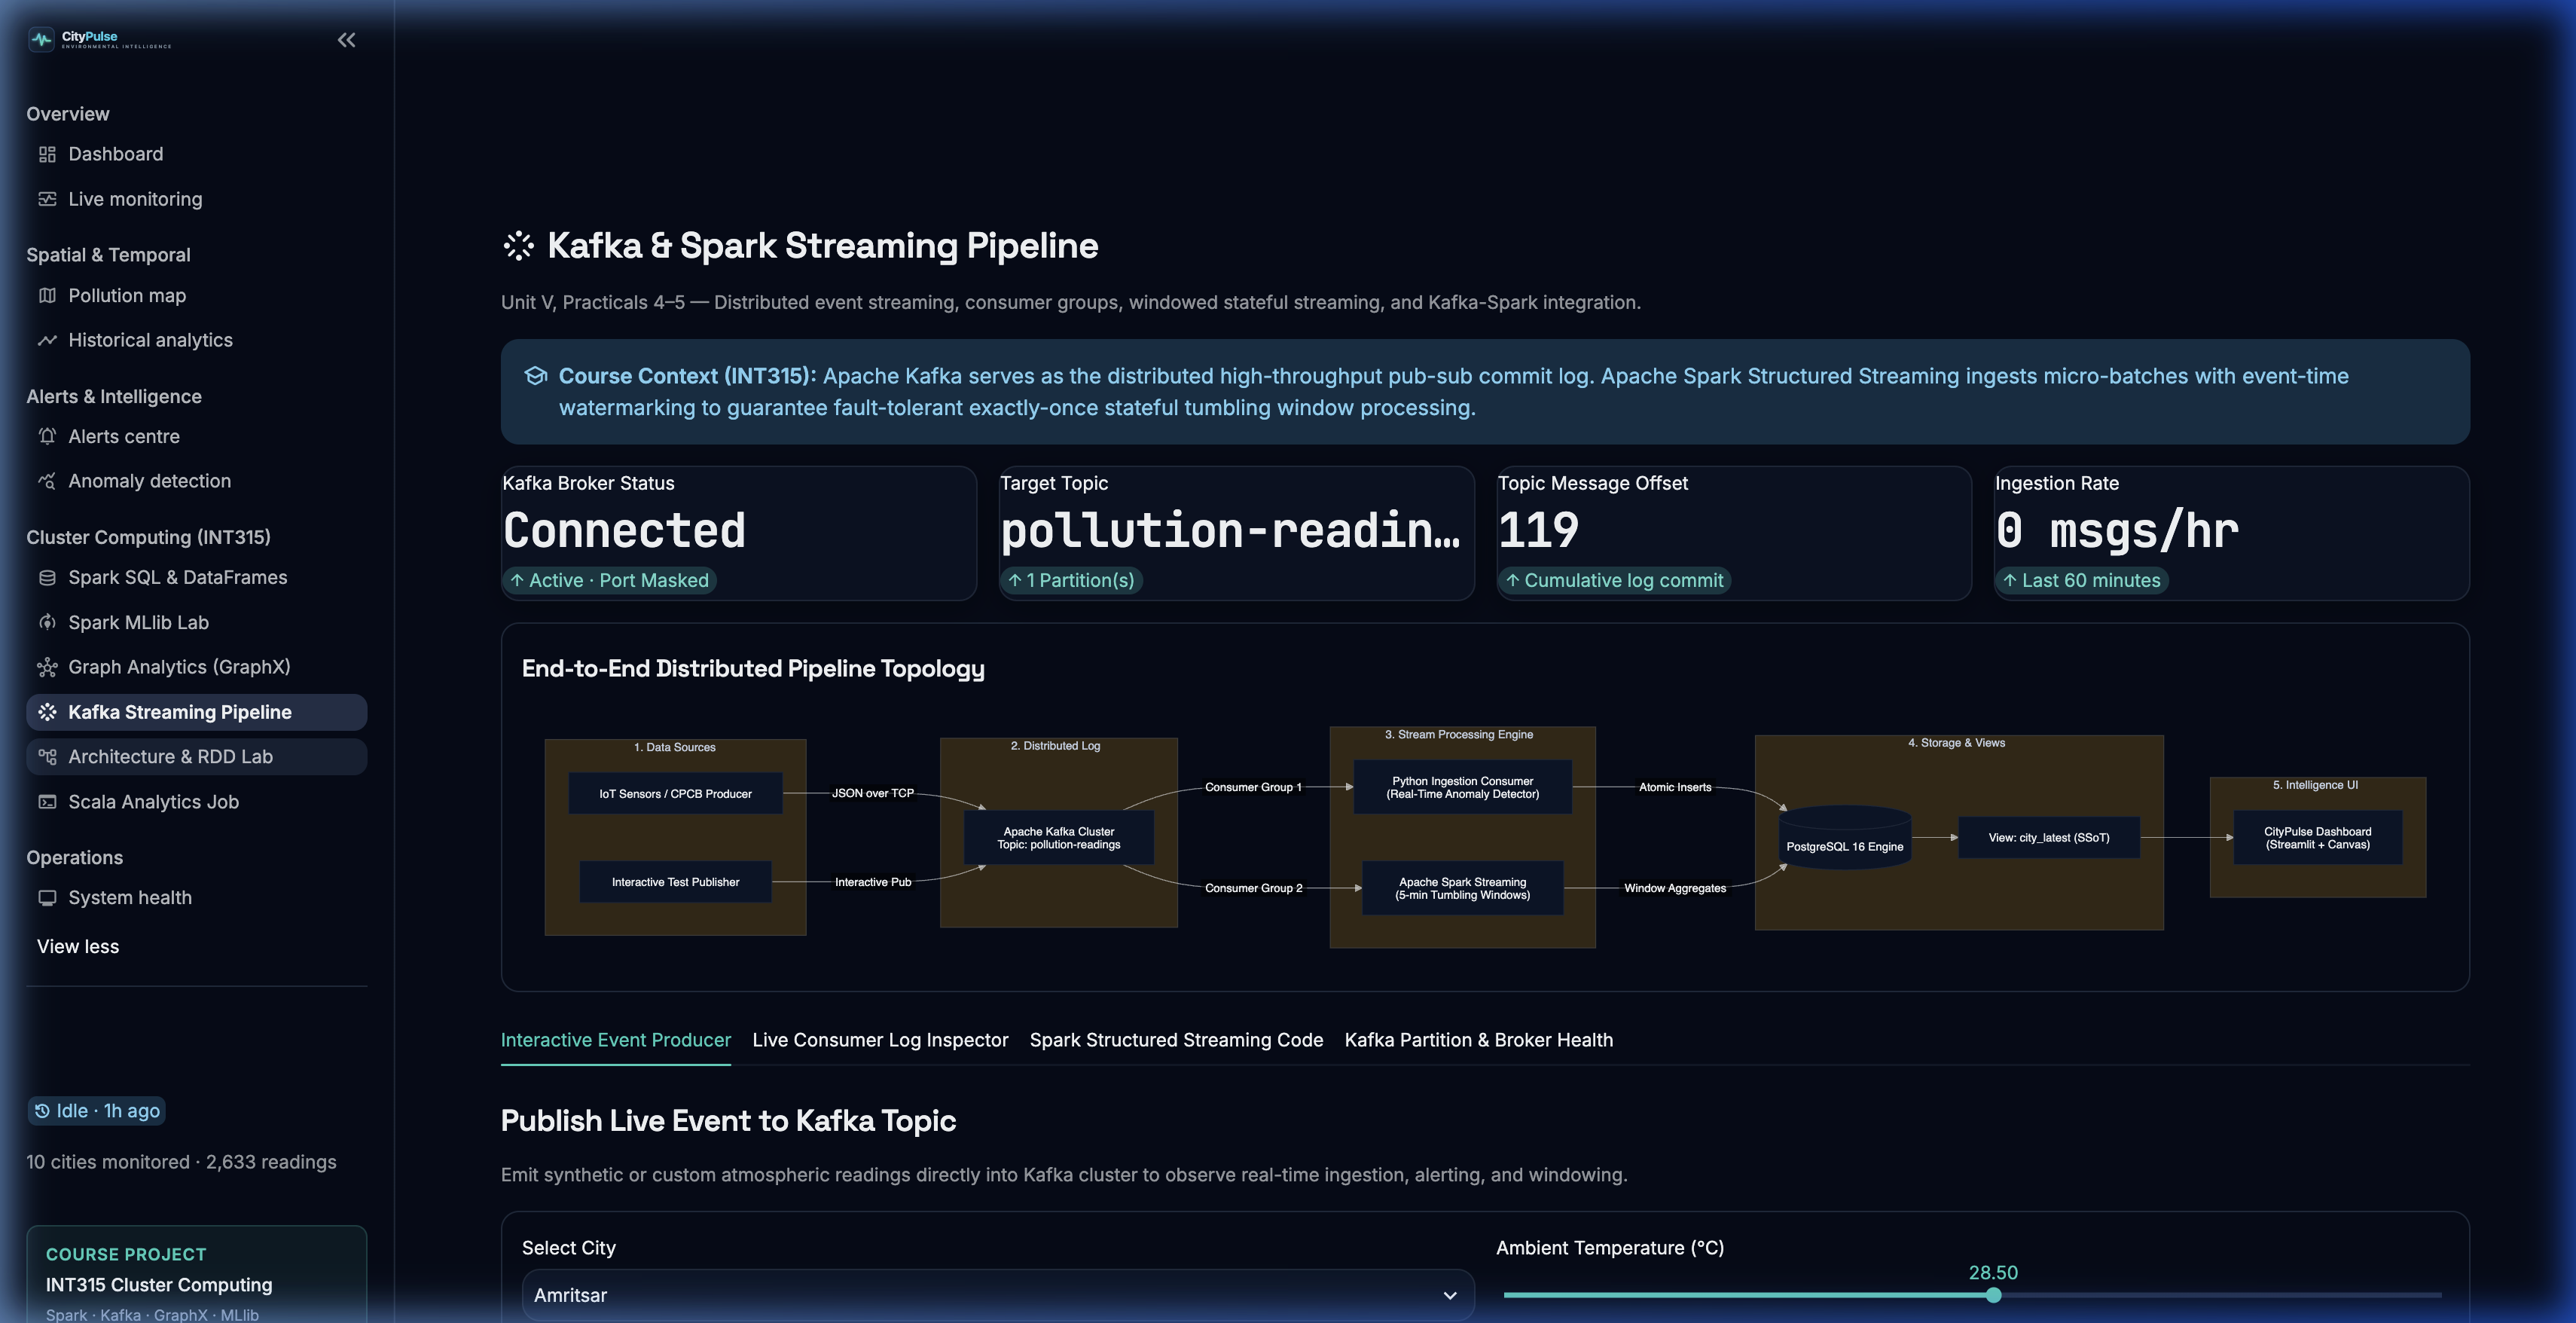 CityPulse
ENVIRONMENTAL INTELLIGENCE
Overview
Dashboard
Live monitoring
Spatial & Temporal
Pollution map
Historical analytics
Alerts & Intelligence
Alerts centre
Anomaly detection
Cluster Computing (INT315)
Spark SQL & DataFrames
Spark MLlib Lab
Graph Analytics (GraphX)
Kafka Streaming Pipeline
Architecture & RDD Lab
Scala Analytics Job
Operations
System health
View less
Idle · 1h ago
10 cities monitored · 2,633 readings
COURSE PROJECT
INT315 Cluster Computing
Spark · Kafka · GraphX · MLlib
Kafka & Spark Streaming Pipeline
Unit V, Practicals 4–5 — Distributed event streaming, consumer groups, windowed stateful streaming, and Kafka-Spark integration.
Course Context (INT315): Apache Kafka serves as the distributed high-throughput pub-sub commit log. Apache Spark Structured Streaming ingests micro-batches with event-time
watermarking to guarantee fault-tolerant exactly-once stateful tumbling window processing.
Kafka Broker Status
Connected
↑ Active · Port Masked
Target Topic
pollution-readin…
↑ 1 Partition(s)
Topic Message Offset
119
↑ Cumulative log commit
Ingestion Rate
0 msgs/hr
↑ Last 60 minutes
End-to-End Distributed Pipeline Topology
1. Data Sources
IoT Sensors / CPCB Producer
Interactive Test Publisher
JSON over TCP
Interactive Pub
2. Distributed Log
Apache Kafka Cluster
Topic: pollution-readings
Consumer Group 1
Consumer Group 2
3. Stream Processing Engine
Python Ingestion Consumer
(Real-Time Anomaly Detector)
Apache Spark Streaming
(5-min Tumbling Windows)
Atomic Inserts
Window Aggregates
4. Storage & Views
PostgreSQL 16 Engine
View: city_latest (SSoT)
5. Intelligence UI
CityPulse Dashboard
(Streamlit + Canvas)
Interactive Event Producer
Live Consumer Log Inspector
Spark Structured Streaming Code
Kafka Partition & Broker Health
Publish Live Event to Kafka Topic
Emit synthetic or custom atmospheric readings directly into Kafka cluster to observe real-time ingestion, alerting, and windowing.
Select City
Amritsar
Ambient Temperature (°C)
28.50